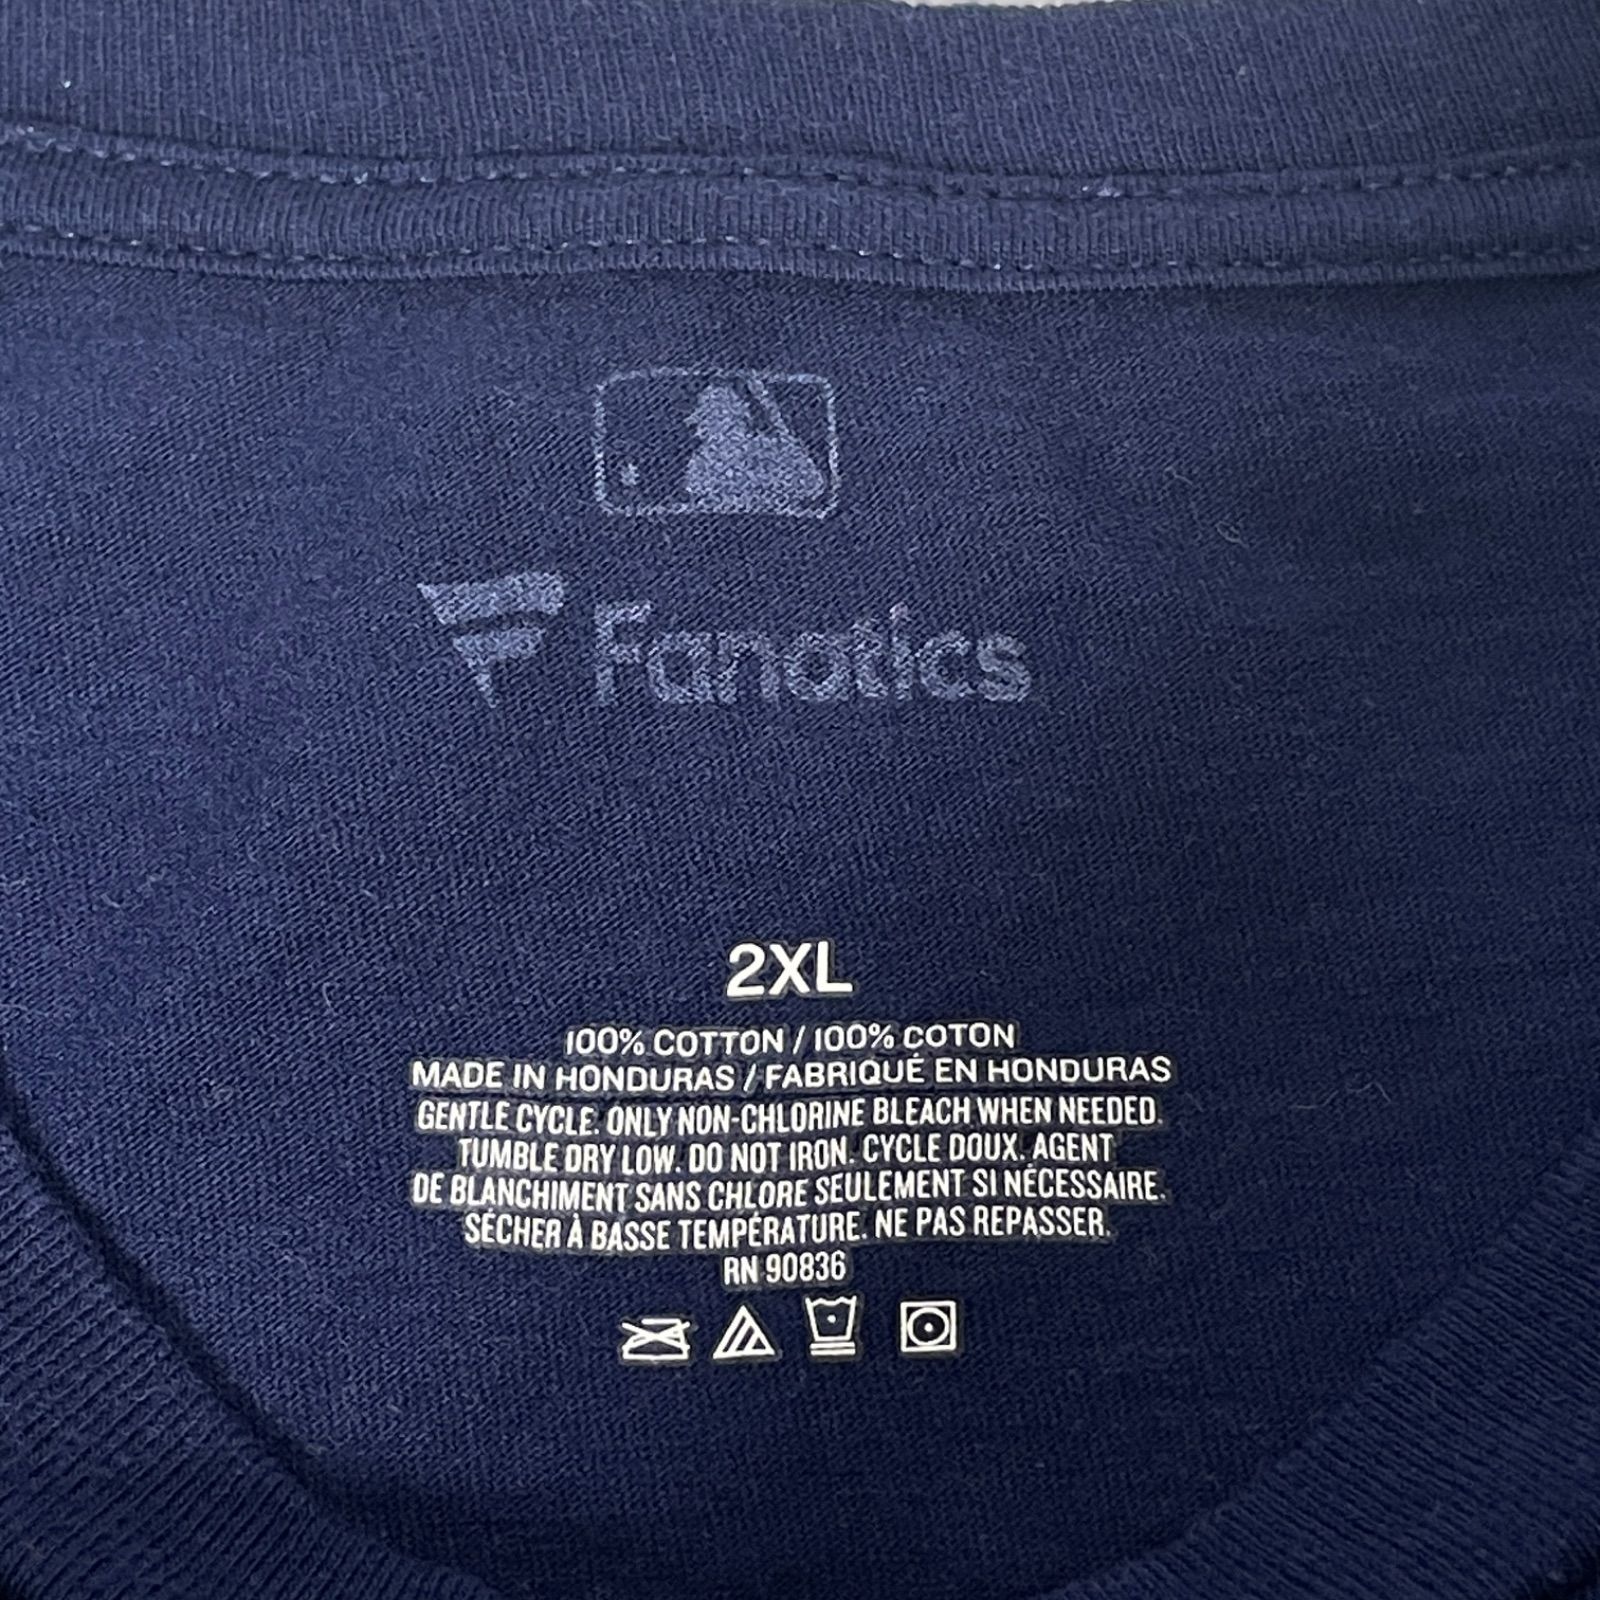 Fanatics
2XL
100% COTTON / 100% COTON
MADE IN HONDURAS / FABRIQUÉ EN HONDURAS
GENTLE CYCLE. ONLY NON-CHLORINE BLEACH WHEN NEEDED.
TUMBLE DRY LOW. DO NOT IRON. CYCLE DOUX. AGENT
DE BLANCHIMENT SANS CHLORE SEULEMENT SI NÉCESSAIRE.
SÉCHER À BASSE TEMPÉRATURE. NE PAS REPASSER.
RN 90836